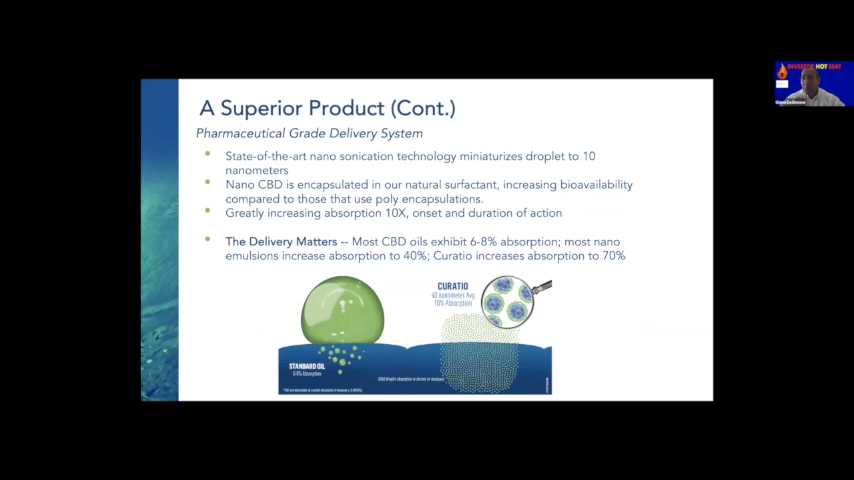 INVESTOR HOT SEAT
A Superior Product (Cont.)
Pharmaceutical Grade Delivery System
State-of-the-art nano sonication technology miniaturizes droplet to 10
nanometers
Nano CBD is encapsulated in our natural surfactant, increasing bioavailability
compared to those that use poly encapsulations.
Greatly increasing absorption 10X, onset and duration of action
The Delivery Matters -- Most CBD oils exhibit 6-8% absorption; most nano
emulsions increase absorption to 40%; Curatio increases absorption to 70%
CURATIO
40 nanometer Avg
70% Absorption
STANDARD OIL
6-8% Absorption